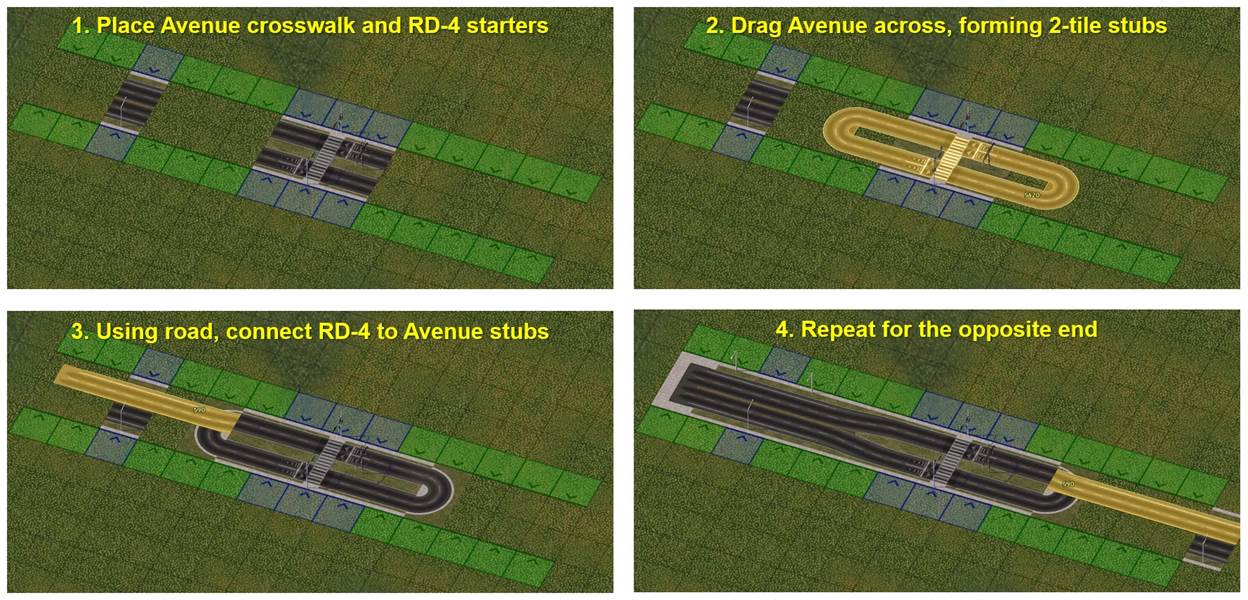 1. Place Avenue crosswalk and RD-4 starters
2. Drag Avenue across, forming 2-tile stubs
3. Using road, connect RD-4 to Avenue stubs
4. Repeat for the opposite end